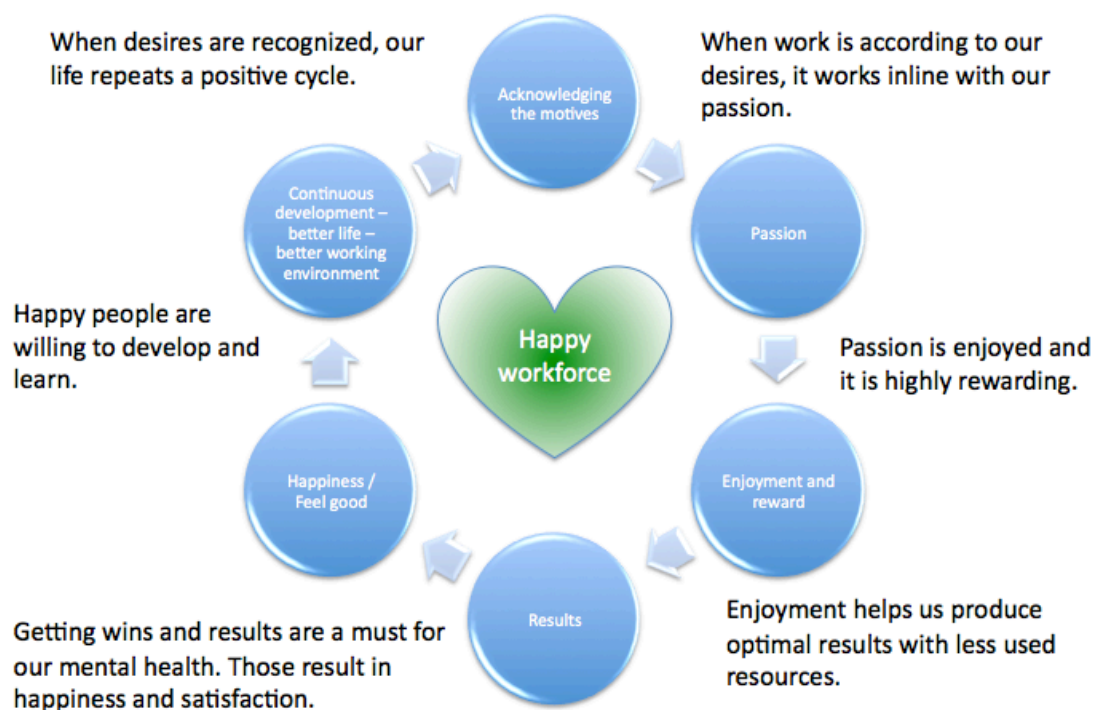 When desires are recognized, our
life repeats a positive cycle.
Acknowledging
the motives
When work is according to our
desires, it works inline with our
passion.
Passion
Passion is enjoyed and
it is highly rewarding.
Enjoyment and
reward
Enjoyment helps us produce
optimal results with less used
resources.
Results
Getting wins and results are a must for
our mental health. Those result in
happiness and satisfaction.
Happiness /
Feel good
Happy people are
willing to develop and
learn.
Continuous
development –
better life –
better working
environment
Happy
workforce